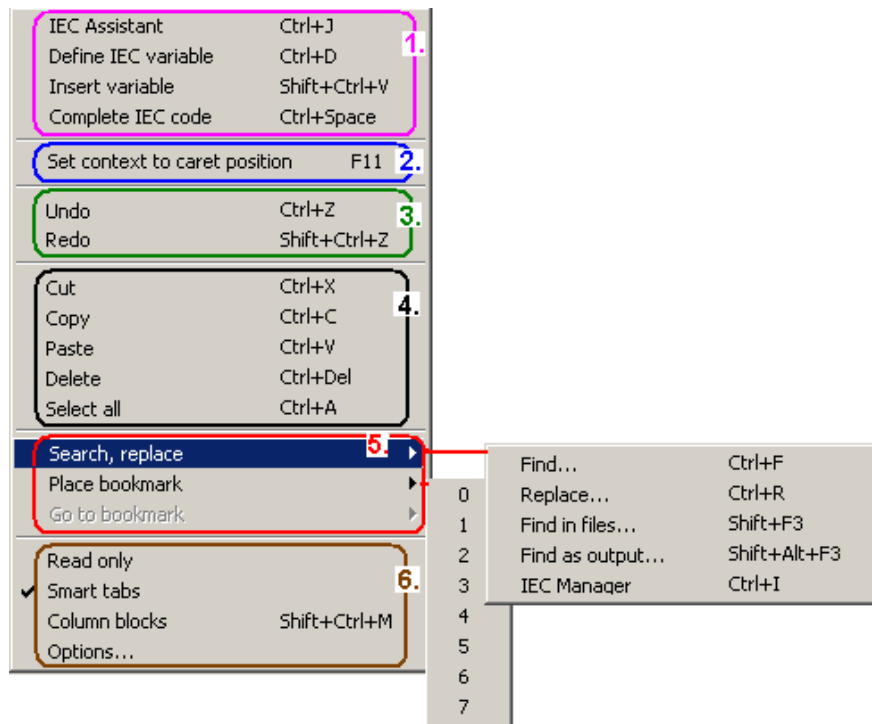 IEC Assistant Ctrl+J
1.
Define IEC variable Ctrl+D
Insert variable Shift+Ctrl+V
Complete IEC code Ctrl+Space
Set context to caret position F11 2.
Undo Ctrl+Z 3.
Redo Shift+Ctrl+Z
Cut Ctrl+X
4.
Copy Ctrl+C
Paste Ctrl+V
Delete Ctrl+Del
Select all Ctrl+A
Search, replace 5.
Place bookmark
Go to bookmark
Read only
6.
Smart tabs
Column blocks Shift+Ctrl+M
Options...
Find... Ctrl+F
Replace... Ctrl+R
Find in files... Shift+F3
Find as output... Shift+Alt+F3
IEC Manager Ctrl+I
0
1
2
3
4
5
6
7